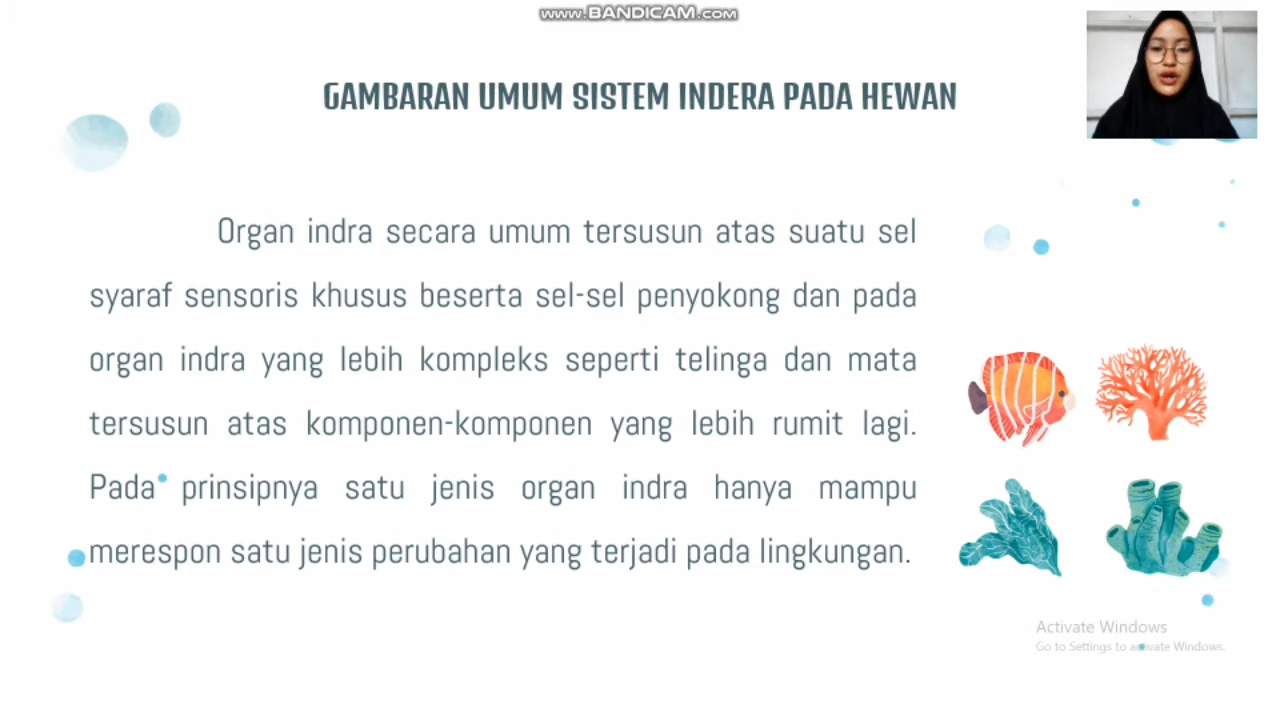 www.BANDICAM.com
GAMBARAN UMUM SISTEM INDERA PADA HEWAN
Organ indra secara umum tersusun atas suatu sel
syaraf sensoris khusus beserta sel-sel penyokong dan pada
organ indra yang lebih kompleks seperti telinga dan mata
tersusun atas komponen-komponen yang lebih rumit lagi.
Pada prinsipnya satu jenis organ indra hanya mampu
merespon satu jenis perubahan yang terjadi pada lingkungan.
Activate Windows
Go to Settings to activate Windows.